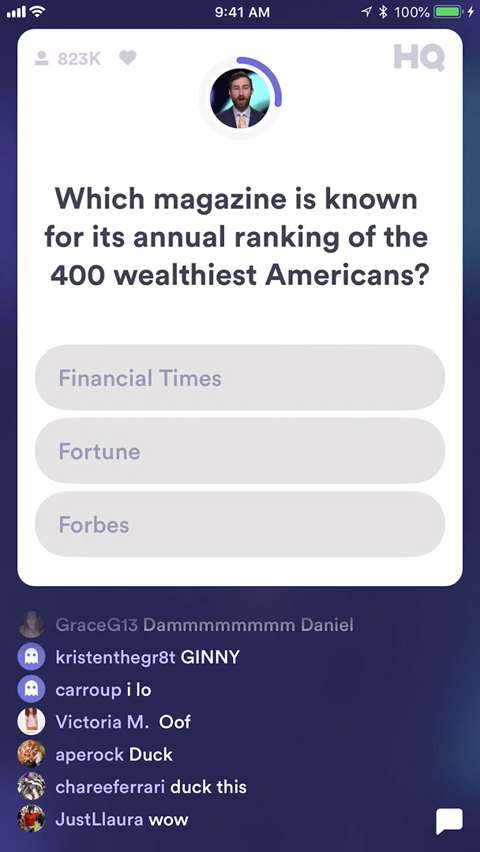 9:41 AM 100%
823K HQ
Which magazine is known
for its annual ranking of the
400 wealthiest Americans?
Financial Times
Fortune
Forbes
GraceG13 Dammmmmmmm Daniel
kristenthegr8t GINNY
carroup i lo
Victoria M. Oof
aperock Duck
chareeferrari duck this
JustLlaura wow